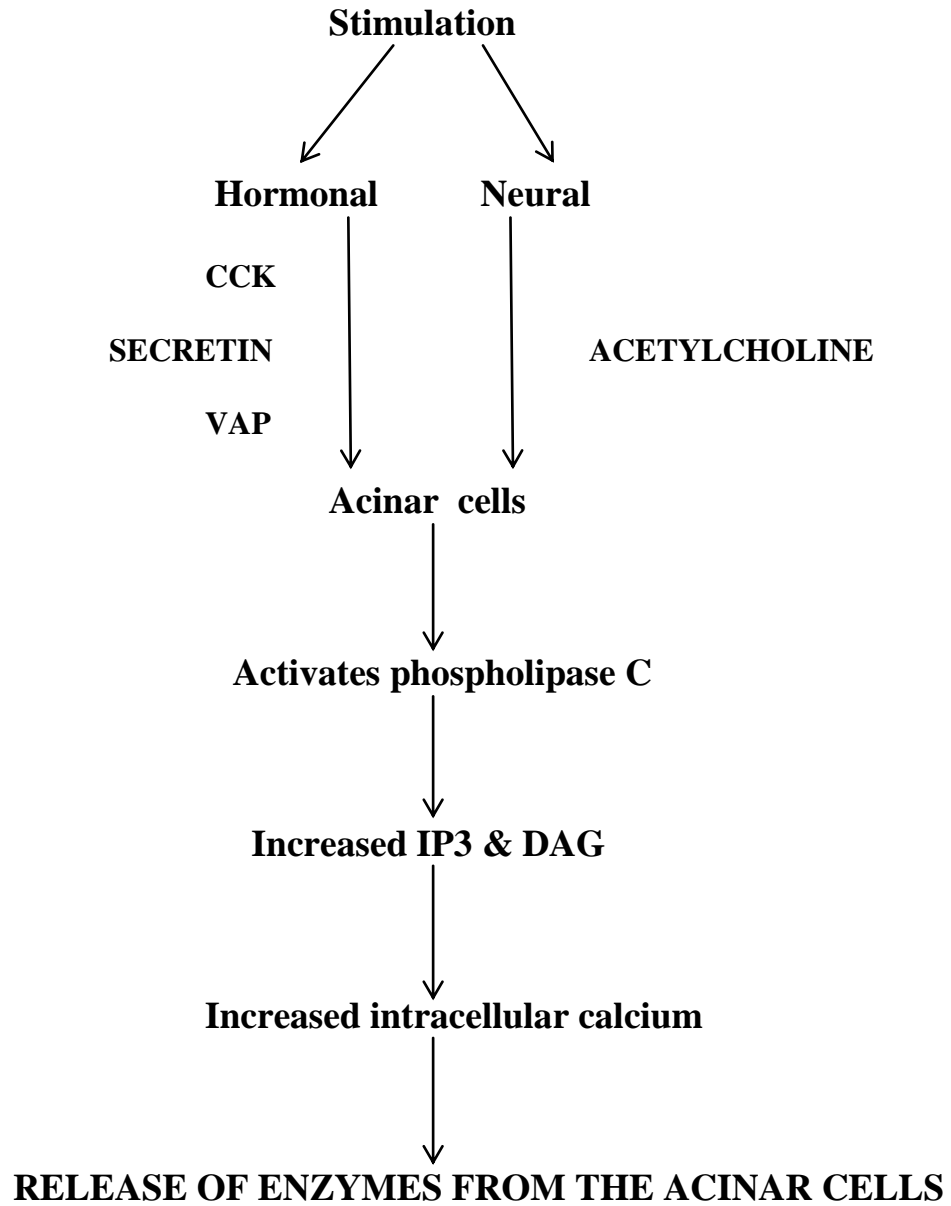 Stimulation
Hormonal Neural
CCK
SECRETIN ACETYLCHOLINE
VAP
Acinar cells
Activates phospholipase C
Increased IP3 & DAG
Increased intracellular calcium
RELEASE OF ENZYMES FROM THE ACINAR CELLS